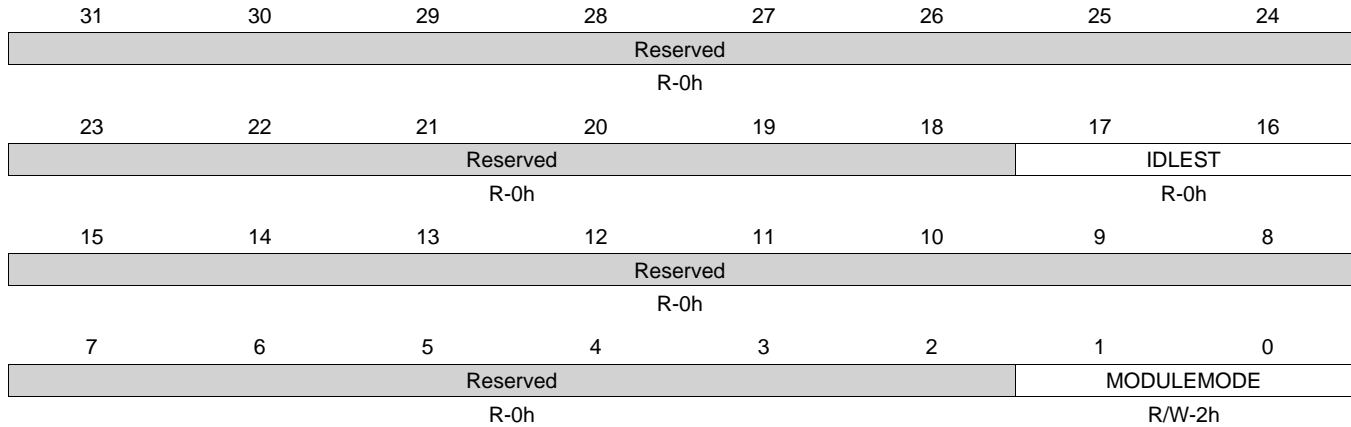 31 30 29 28 27 26 25 24
Reserved
R-0h
23 22 21 20 19 18 17 16
Reserved IDLEST
R-0h R-0h
15 14 13 12 11 10 9 8
Reserved
R-0h
7 6 5 4 3 2 1 0
Reserved MODULEMODE
R-0h R/W-2h